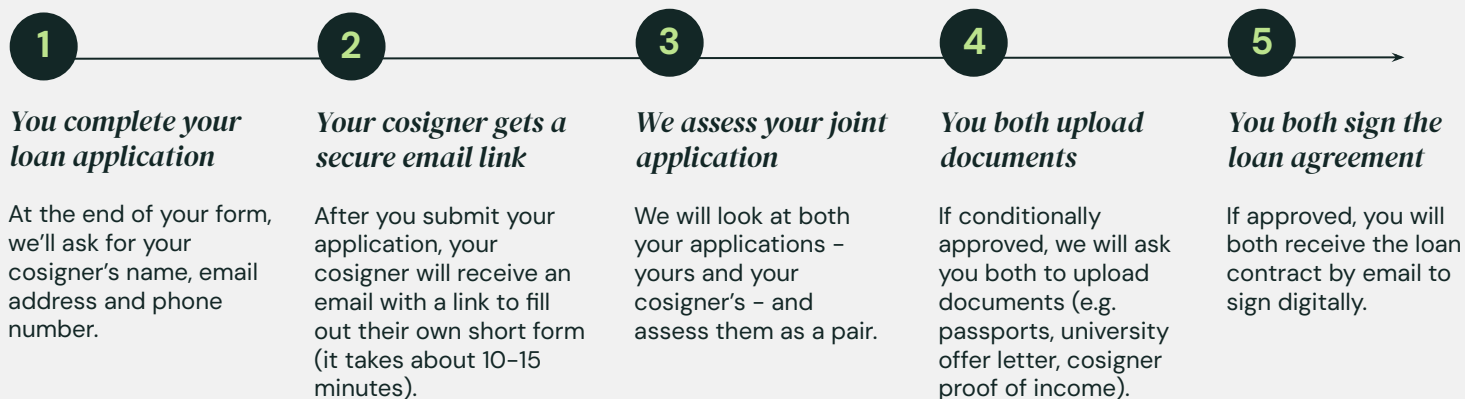 1
You complete your
loan application
At the end of your form,
we'll ask for your
cosigner's name, email
address and phone
number.
2
Your cosigner gets a
secure email link
After you submit your
application, your
cosigner will receive an
email with a link to fill
out their own short form
(it takes about 10–15
minutes).
3
We assess your joint
application
We will look at both
your applications –
yours and your
cosigner's – and
assess them as a pair.
4
You both upload
documents
If conditionally
approved, we will ask
you both to upload
documents (e.g.
passports, university
offer letter, cosigner
proof of income).
5
You both sign the
loan agreement
If approved, you will
both receive the loan
contract by email to
sign digitally.